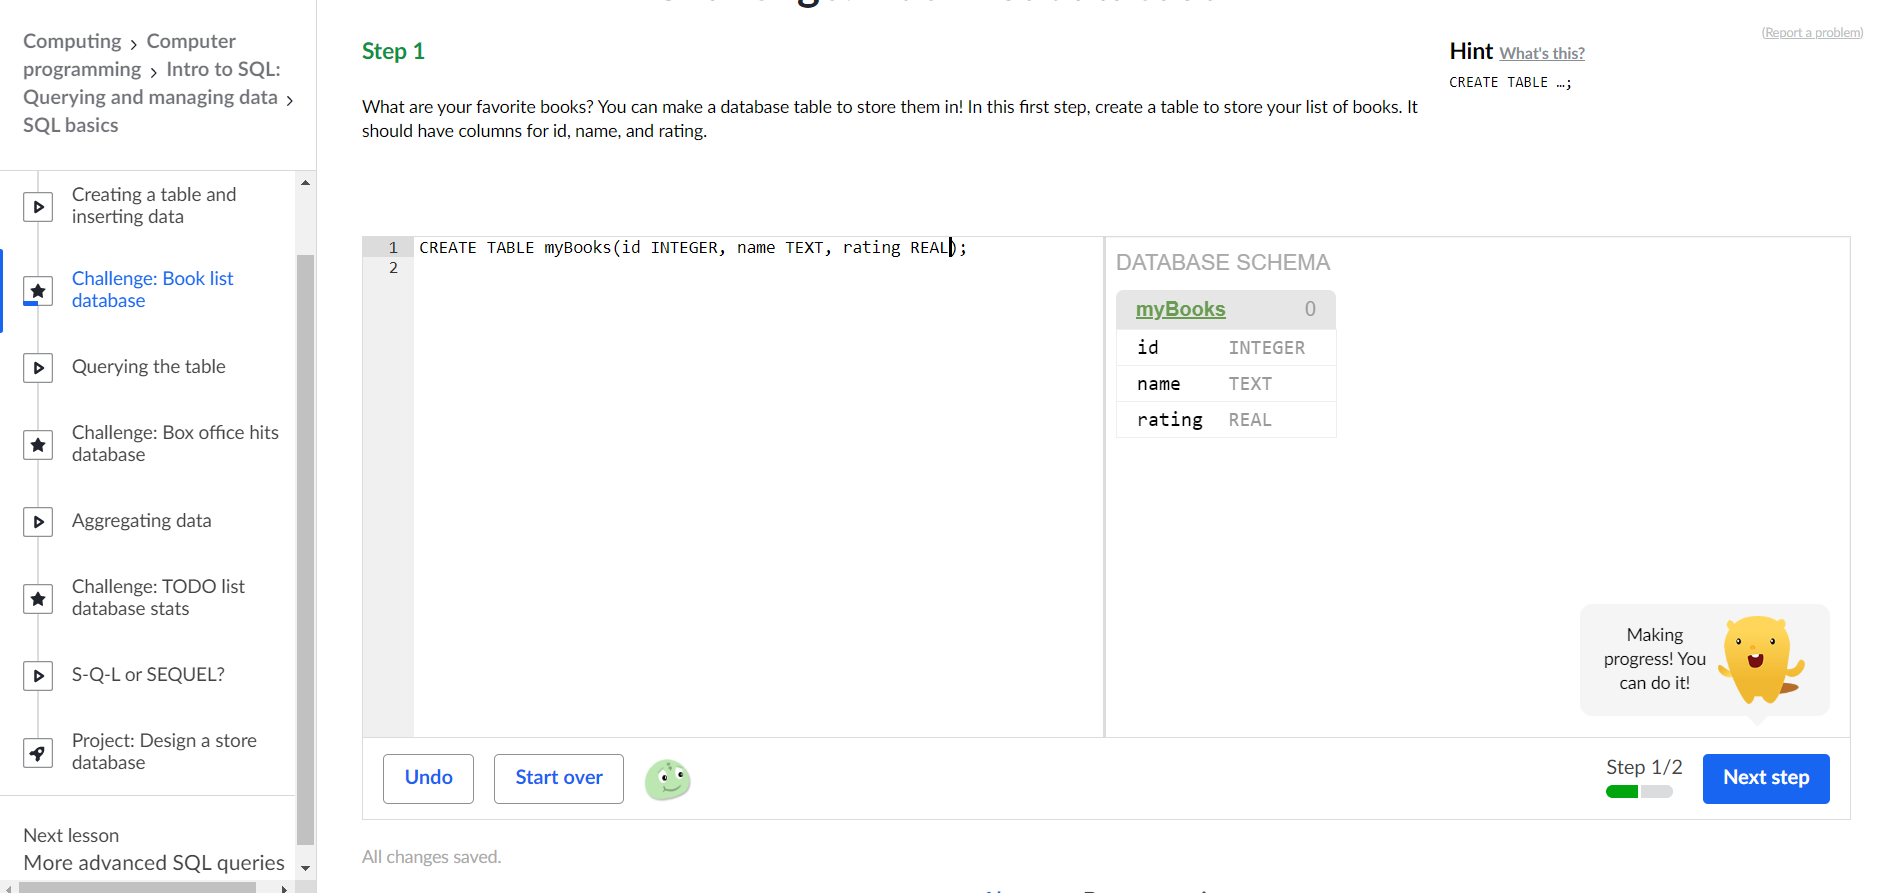 Computing › Computer
programming › Intro to SQL:
Querying and managing data ›
SQL basics
Creating a table and
inserting data
Challenge: Book list
database
Querying the table
Challenge: Box office hits
database
Aggregating data
Challenge: TODO list
database stats
S-Q-L or SEQUEL?
Project: Design a store
database
Next lesson
More advanced SQL queries
Step 1
What are your favorite books? You can make a database table to store them in! In this first step, create a table to store your list of books. It
should have columns for id, name, and rating.
(Report a problem)
Hint What's this?
CREATE TABLE …;
1 CREATE TABLE myBooks(id INTEGER, name TEXT, rating REAL);
2
DATABASE SCHEMA
myBooks 0
id INTEGER
name TEXT
rating REAL
Making
progress! You
can do it!
Undo
Start over
Step 1/2
Next step
All changes saved.